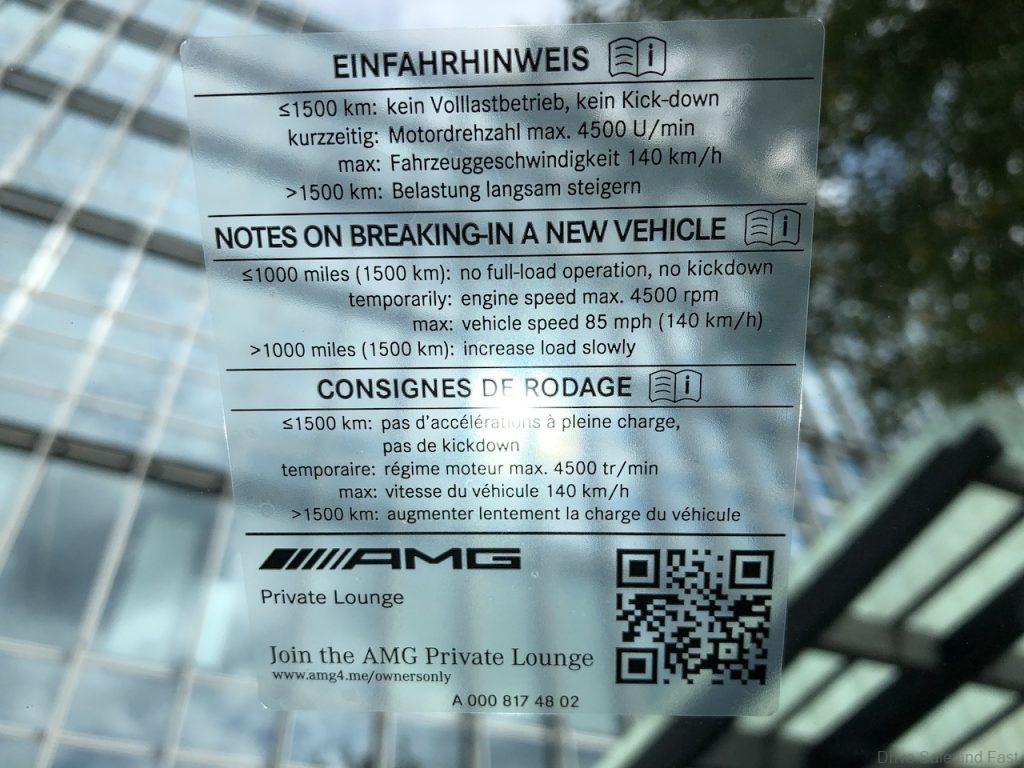 EINFAHRHINWEIS
≤1500 km: kein Volllastbetrieb, kein Kick-down
kurzzeitig: Motordrehzahl max. 4500 U/min
max: Fahrzeuggeschwindigkeit 140 km/h
>1500 km: Belastung langsam steigern
NOTES ON BREAKING-IN A NEW VEHICLE
≤1000 miles (1500 km): no full-load operation, no kickdown
temporarily: engine speed max. 4500 rpm
max: vehicle speed 85 mph (140 km/h)
>1000 miles (1500 km): increase load slowly
CONSIGNES DE RODAGE
≤1500 km: pas d'accélérations à pleine charge,
pas de kickdown
temporaire: régime moteur max. 4500 tr/min
max: vitesse du véhicule 140 km/h
>1500 km: augmenter lentement la charge du véhicule
AMG
Private Lounge
Join the AMG Private Lounge
www.amg4.me/ownersonly
A 000 817 48 02
Drive Safe and Fast